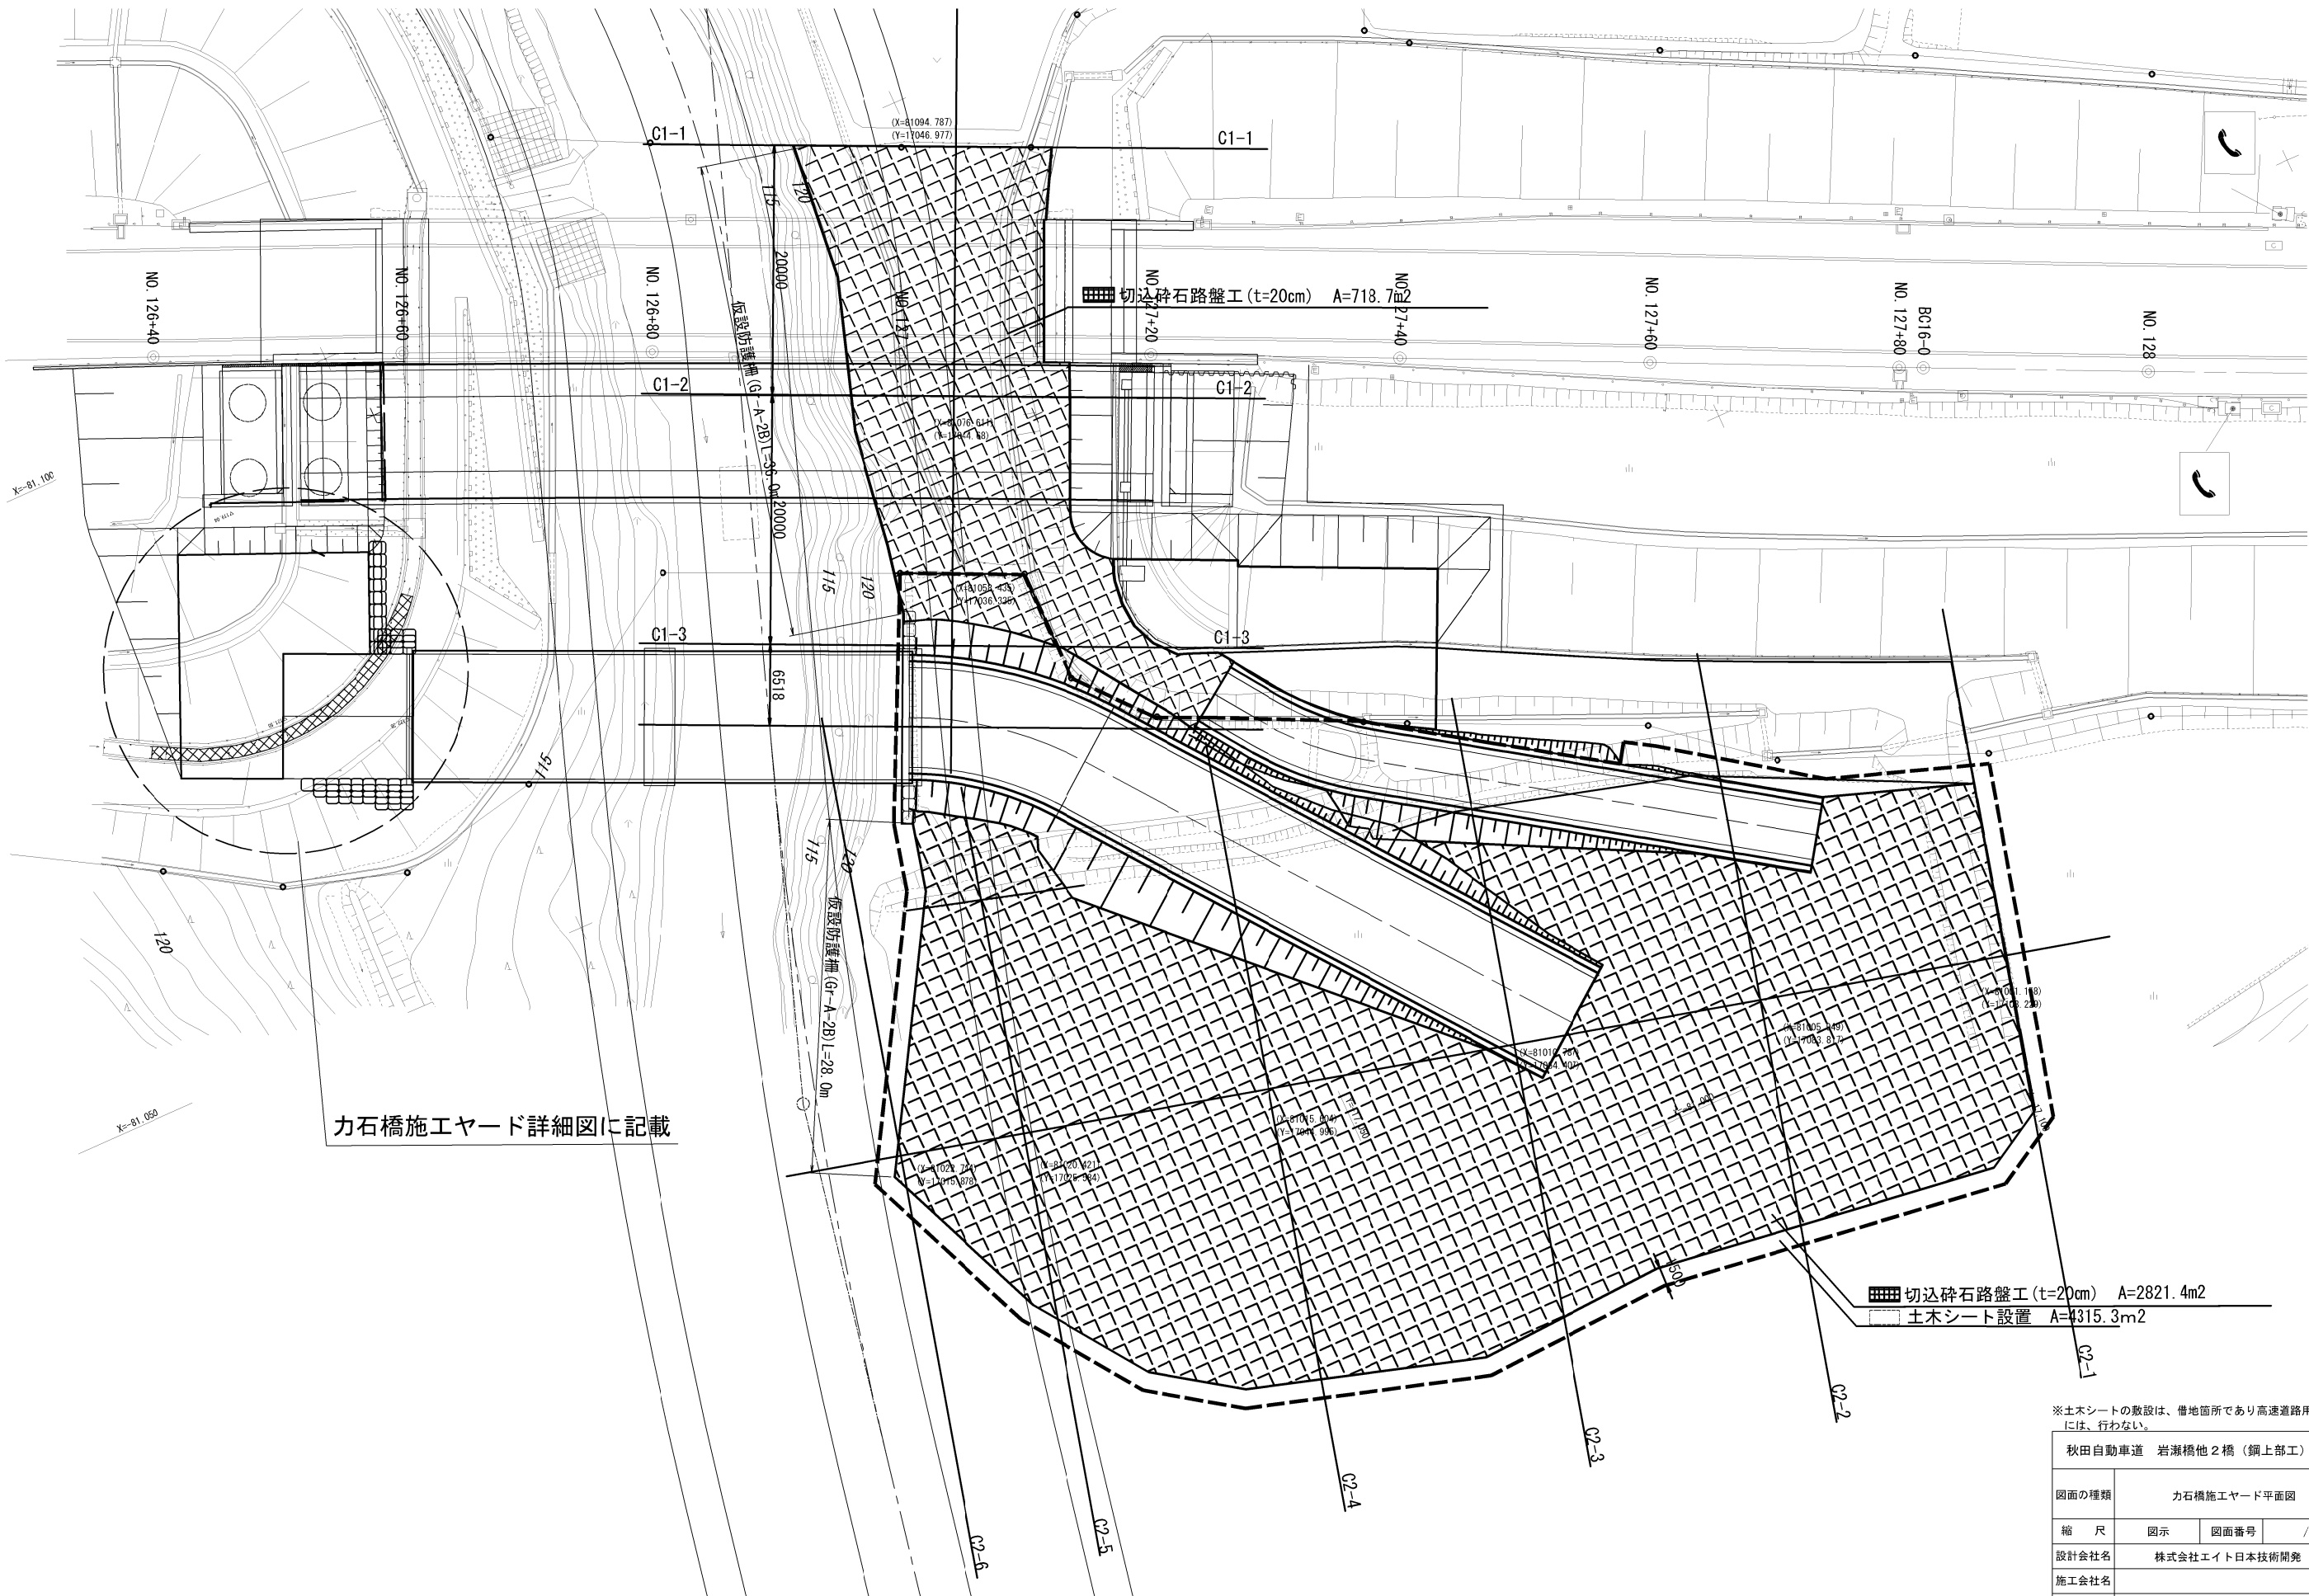 (X=81094.787)
(Y=17046.977)
C1-1
C1-1
115
120
20000
NO.126+40
NO.126+60
NO.126+80
NO.127
NO.127+20
NO.127+40
NO.127+60
NO.127+80
BC16-0
NO.128
切込砕石路盤工(t=20cm) A=718.7m2
仮設防護柵(Gr-A-2B)L=36.0m
C1-2
C1-2
20000
X=-81.100
115
120
C1-3
C1-3
6518
115
115
120
120
仮設防護柵(Gr-A-2B)L=28.0m
力石橋施工ヤード詳細図に記載
X=-81.050
切込砕石路盤工(t=20cm) A=2821.4m2
土木シート設置 A=4315.3m2
C2-1
C2-2
C2-3
C2-4
C2-5
C2-6
※土木シートの敷設は、借地箇所であり高速道路用
には、行わない。
秋田自動車道 岩瀬橋他2橋(鋼上部工)
図面の種類 力石橋施工ヤード平面図
縮 尺 図示 図面番号 /
設計会社名 株式会社エイト日本技術開発
施工会社名